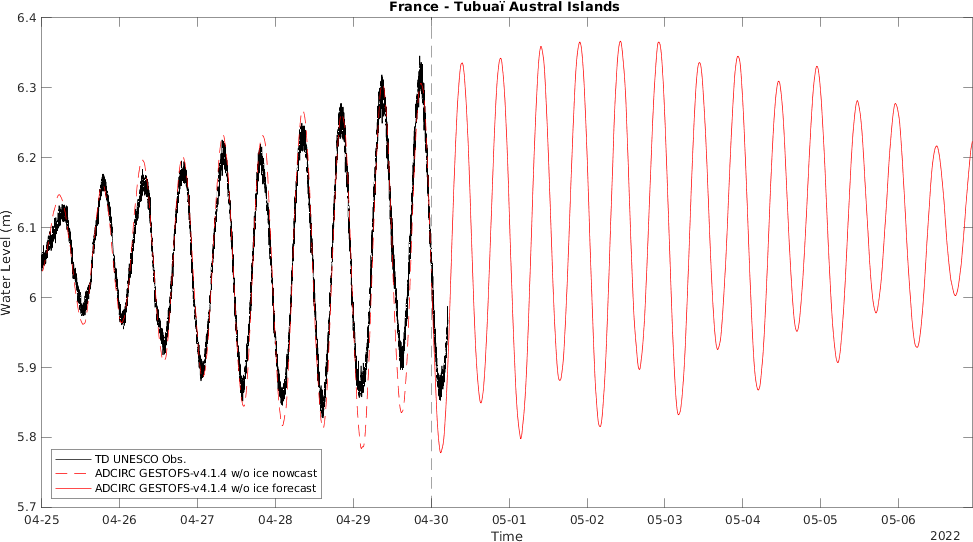 France - Tubuaï Austral Islands
6.4
6.3
6.2
6.1
6
5.9
5.8
5.7
Water Level (m)
TD UNESCO Obs.
ADCIRC GESTOFS-v4.1.4 w/o ice nowcast
ADCIRC GESTOFS-v4.1.4 w/o ice forecast
04-25 04-26 04-27 04-28 04-29 04-30 05-01 05-02 05-03 05-04 05-05 05-06
Time
2022